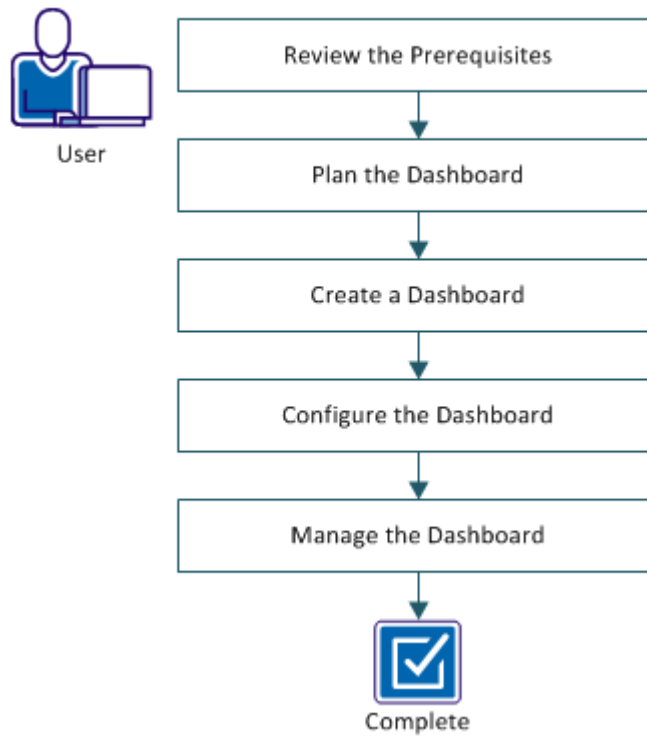 Review the Prerequisites
User
Plan the Dashboard
Create a Dashboard
Configure the Dashboard
Manage the Dashboard
Complete